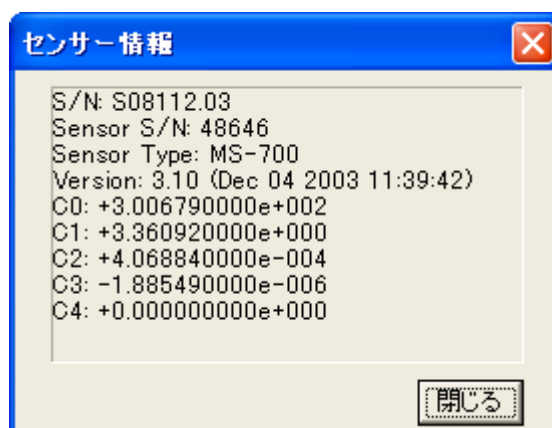 センサー情報
S/N: S08112.03
Sensor S/N: 48646
Sensor Type: MS-700
Version: 3.10 (Dec 04 2003 11:39:42)
C0: +3.006790000e+002
C1: +3.360920000e+000
C2: +4.068840000e-004
C3: -1.885490000e-006
C4: +0.000000000e+000
閉じる